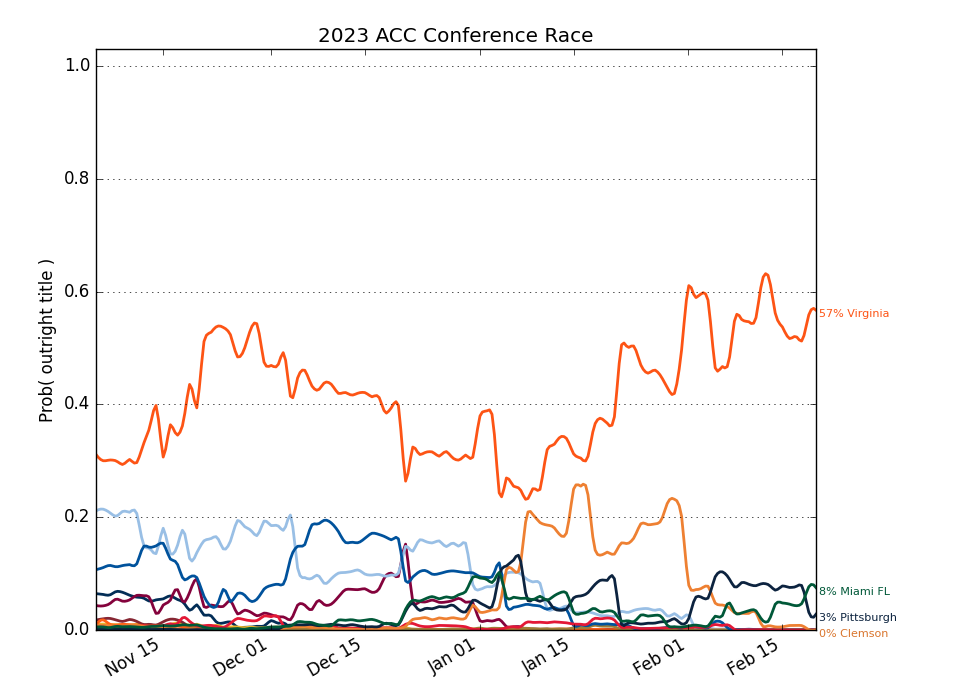 2023 ACC Conference Race
Prob( outright title )
1.0
0.8
0.6
0.4
0.2
0.0
57% Virginia
8% Miami FL
3% Pittsburgh
0% Clemson
Nov 15
Dec 01
Dec 15
Jan 01
Jan 15
Feb 01
Feb 15